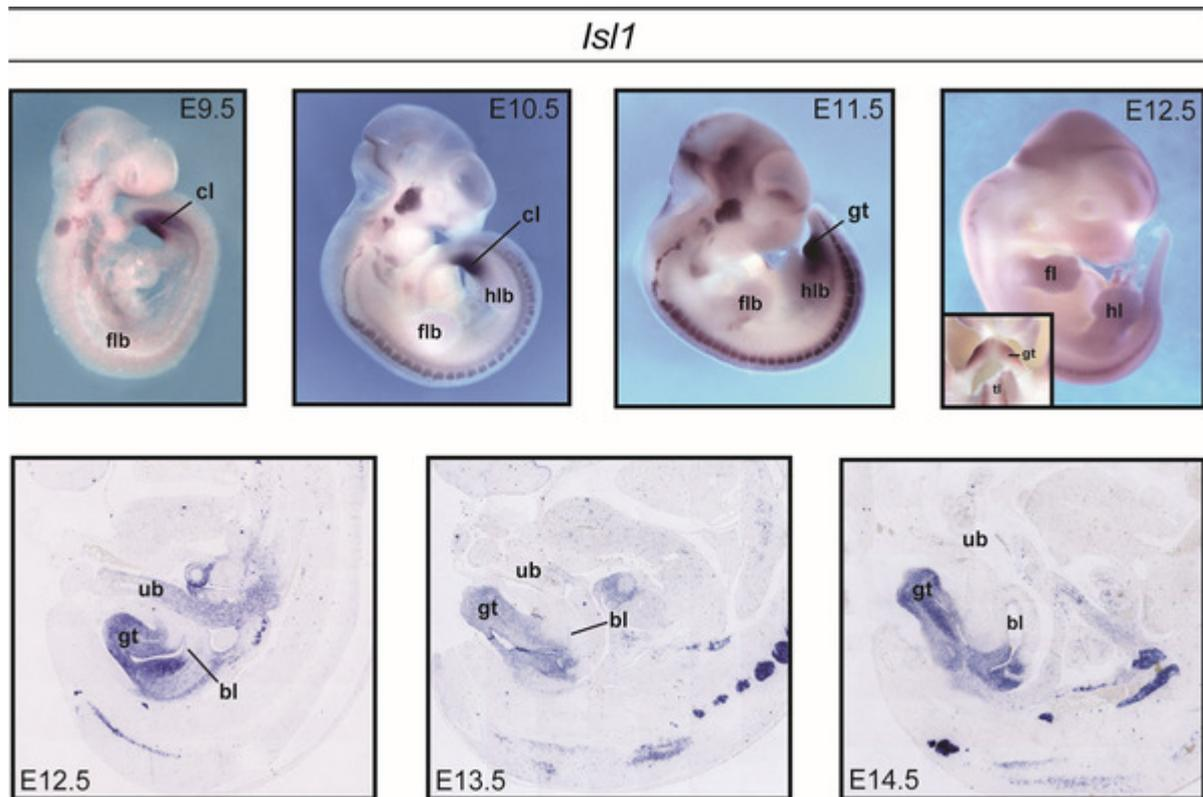 Isl1
E9.5
cl
flb
E10.5
cl
hlb
flb
E11.5
gt
hlb
flb
E12.5
fl
hl
gt
tl
ub
gt
bl
E12.5
ub
gt
bl
E13.5
ub
gt
bl
E14.5